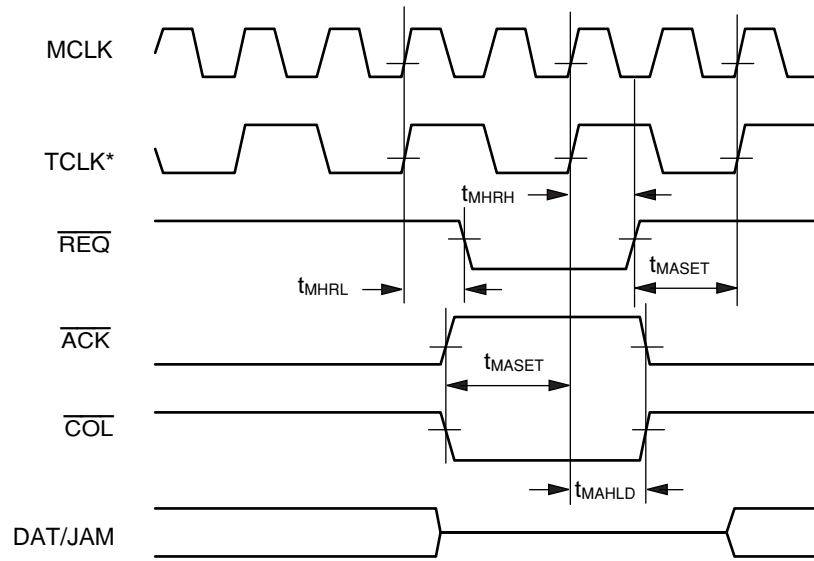 MCLK
TCLK*
tMHRH
REQ
tMASET
tMHRL
ACK
tMASET
COL
tMAHLD
DAT/JAM